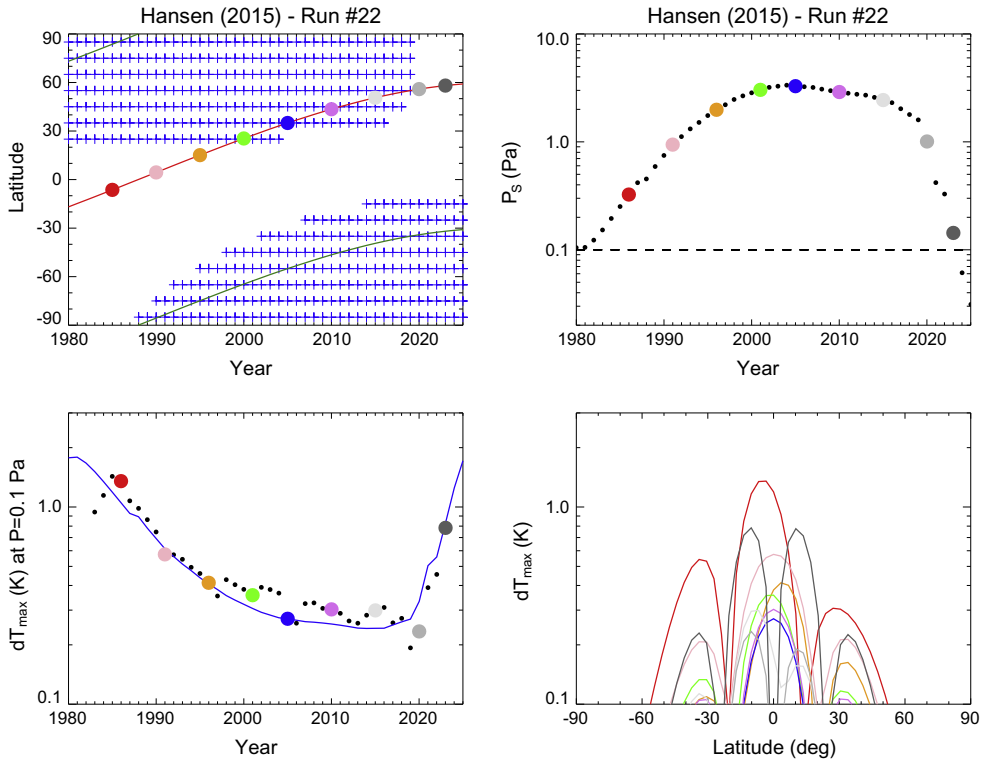 Hansen (2015) - Run #22
90
60
30
0
-30
-60
-90
Latitude
1980 1990 2000 2010 2020
Year
Hansen (2015) - Run #22
10.0
1.0
0.1
P_S (Pa)
1980 1990 2000 2010 2020
Year
1.0
0.1
dT_max (K) at P=0.1 Pa
1980 1990 2000 2010 2020
Year
1.0
0.1
dT_max (K)
-90 -60 -30 0 30 60 90
Latitude (deg)